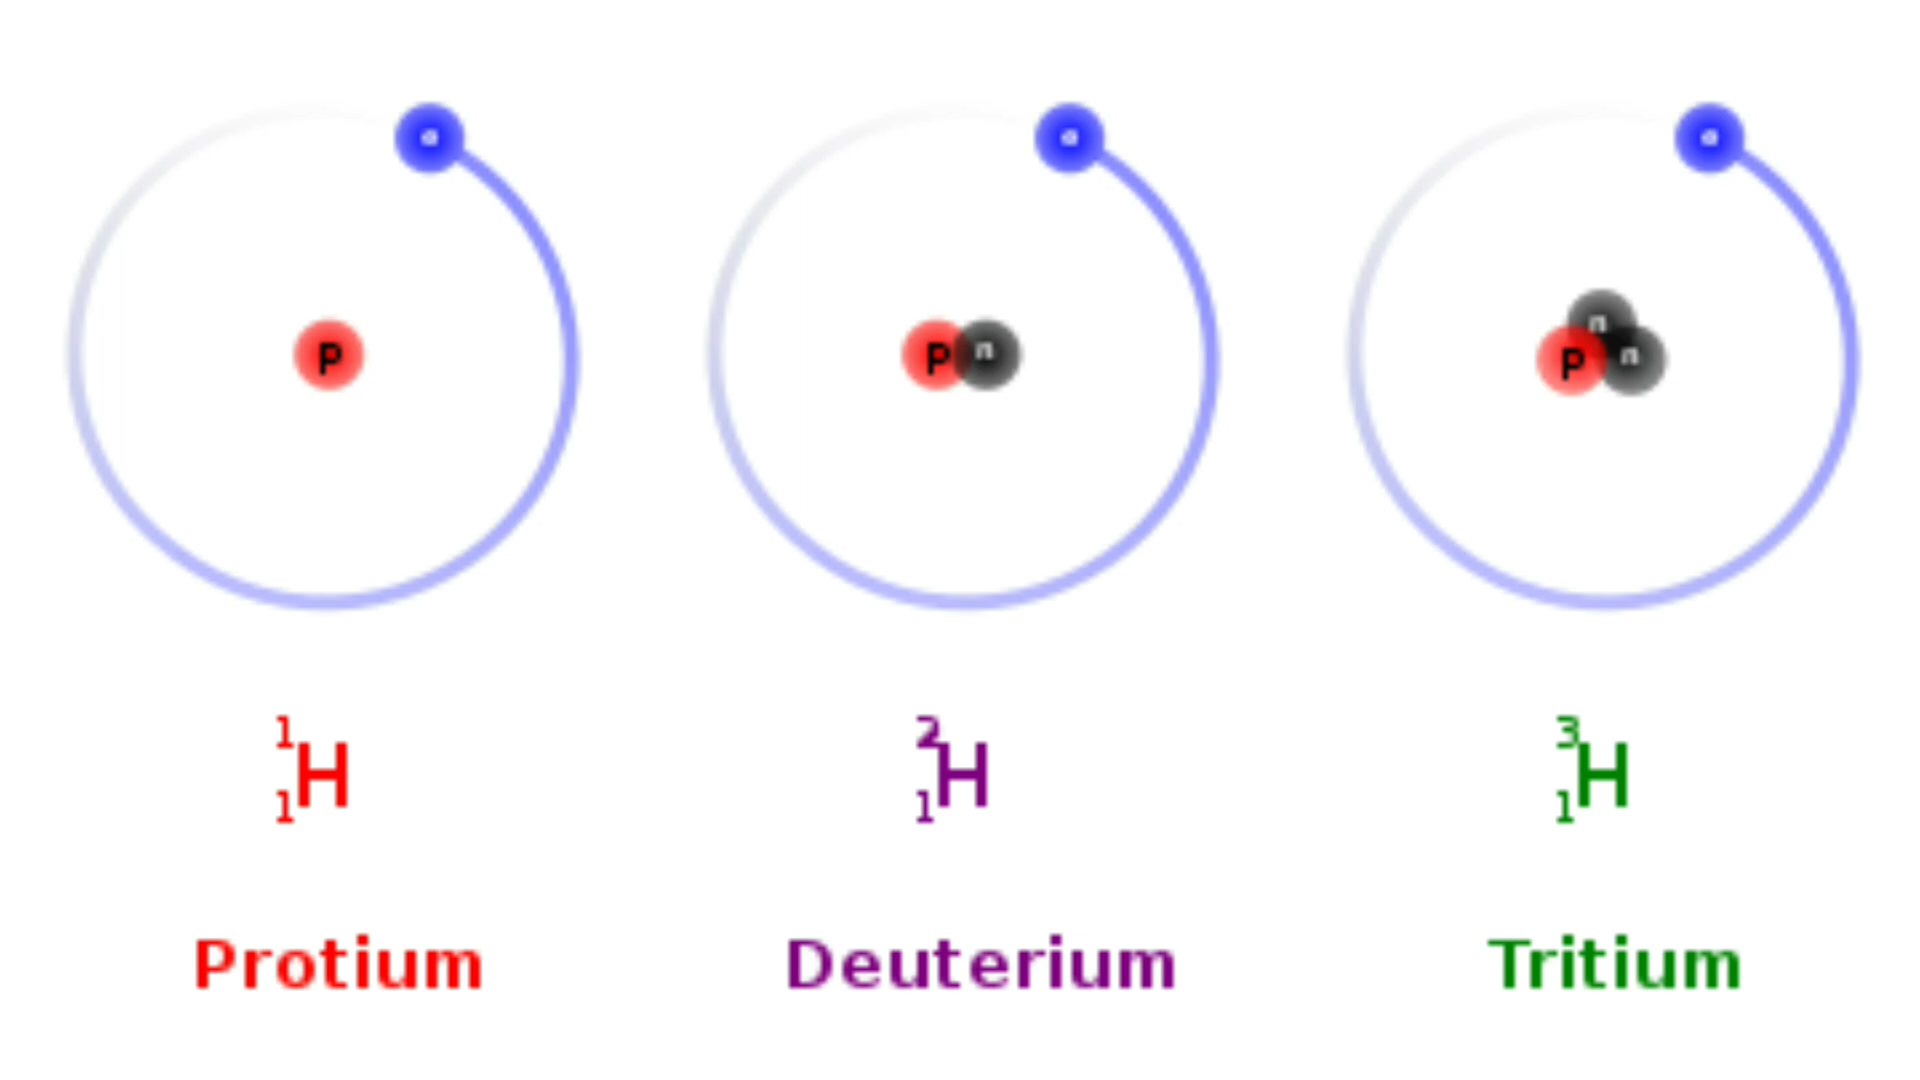 p
p n
n
p n
¹₁H
²₁H
³₁H
Protium
Deuterium
Tritium